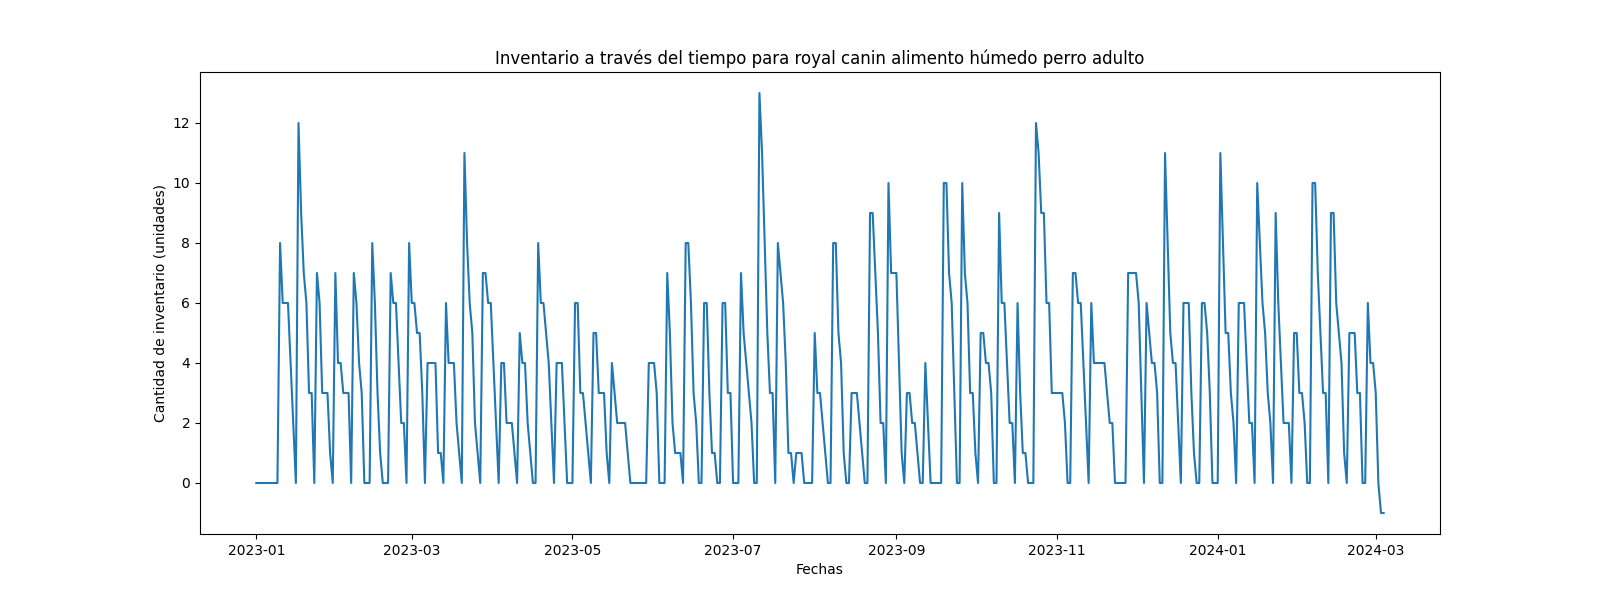 Inventario a través del tiempo para royal canin alimento húmedo perro adulto
Cantidad de inventario (unidades)
12
10
8
6
4
2
0
2023-01 2023-03 2023-05 2023-07 2023-09 2023-11 2024-01 2024-03
Fechas